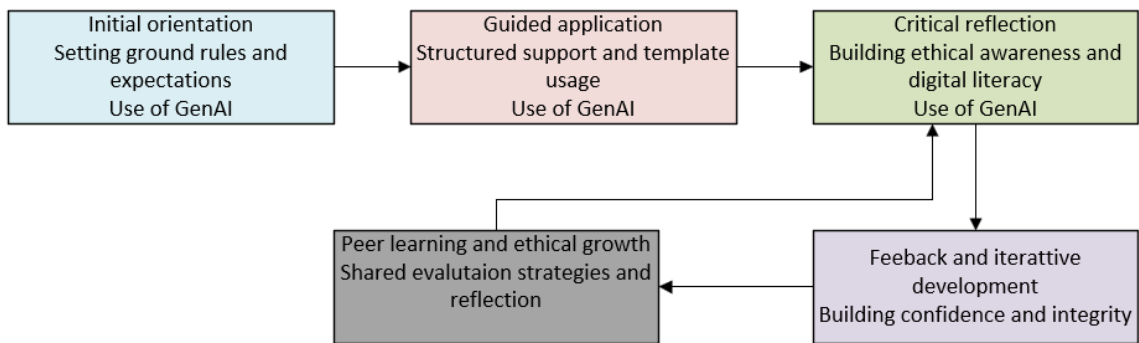 Initial orientation
Setting ground rules and
expectations
Use of GenAI
Guided application
Structured support and template
usage
Use of GenAI
Critical reflection
Building ethical awareness and
digital literacy
Use of GenAI
Peer learning and ethical growth
Shared evalutaion strategies and
reflection
Feeback and iterattive
development
Building confidence and integrity